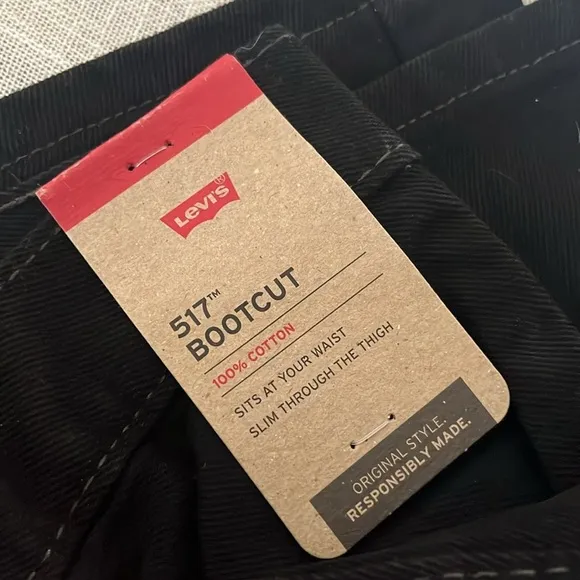 Levi's®
517™
BOOTCUT
100% COTTON
SITS AT YOUR WAIST
SLIM THROUGH THE THIGH
ORIGINAL STYLE.
RESPONSIBLY MADE.